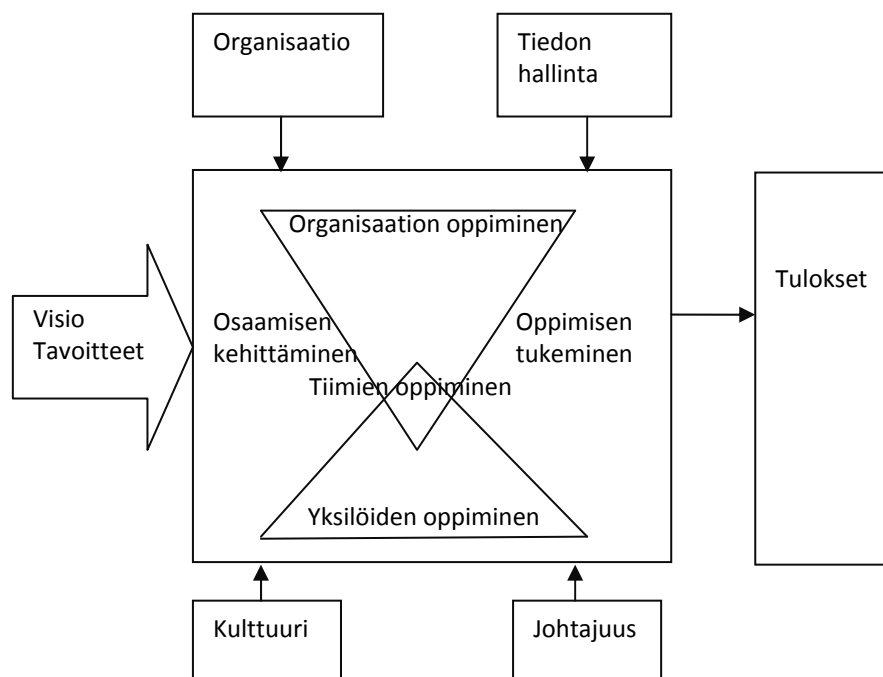 Organisaatio
Tiedon
hallinta
Organisaation oppiminen
Visio
Tavoitteet
Osaamisen
kehittäminen
Oppimisen
tukeminen
Tulokset
Tiimien oppiminen
Yksilöiden oppiminen
Kulttuuri
Johtajuus